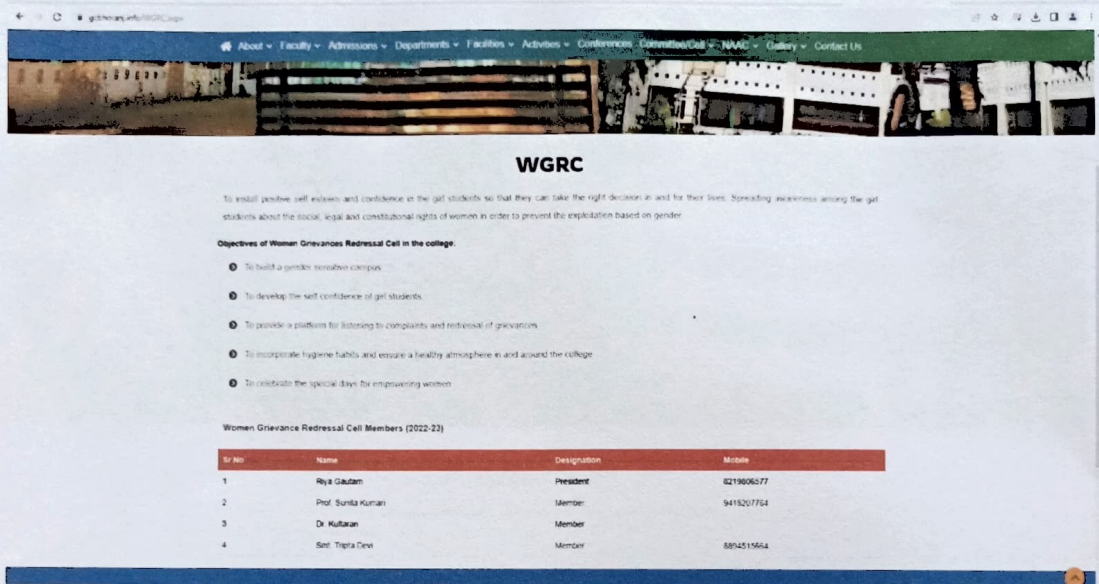 About Faculty Admissions Departments Facilities Activities Conferences Committee/Cell NAAC Gallery Contact Us
WGRC
To install positive self esteem and confidence in the girl students so that they can take the right decision in and for their lives. Spreading awareness among the girl
students about the social, legal and constitutional rights of women in order to prevent the exploitation based on gender.
Objectives of Women Grievances Redressal Cell in the college:
To build a gender sensitive campus
To develop the self confidence of girl students
To provide a platform for listening to complaints and redressal of grievances
To incorporate hygiene habits and ensure a healthy atmosphere in and around the college
To celebrate the special days for empowering women
Women Grievance Redressal Cell Members (2022-23)
Sr.No Name Designation Mobile
1 Riya Gautam President 8219806577
2 Prof. Sunita Kumari Member 9415207764
3 Dr. Kultaran Member
4 Smt. Tripta Devi Member 8894515664